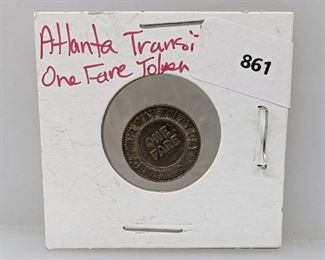 Atlanta Transi
One Fare Token
861
ONE
FARE